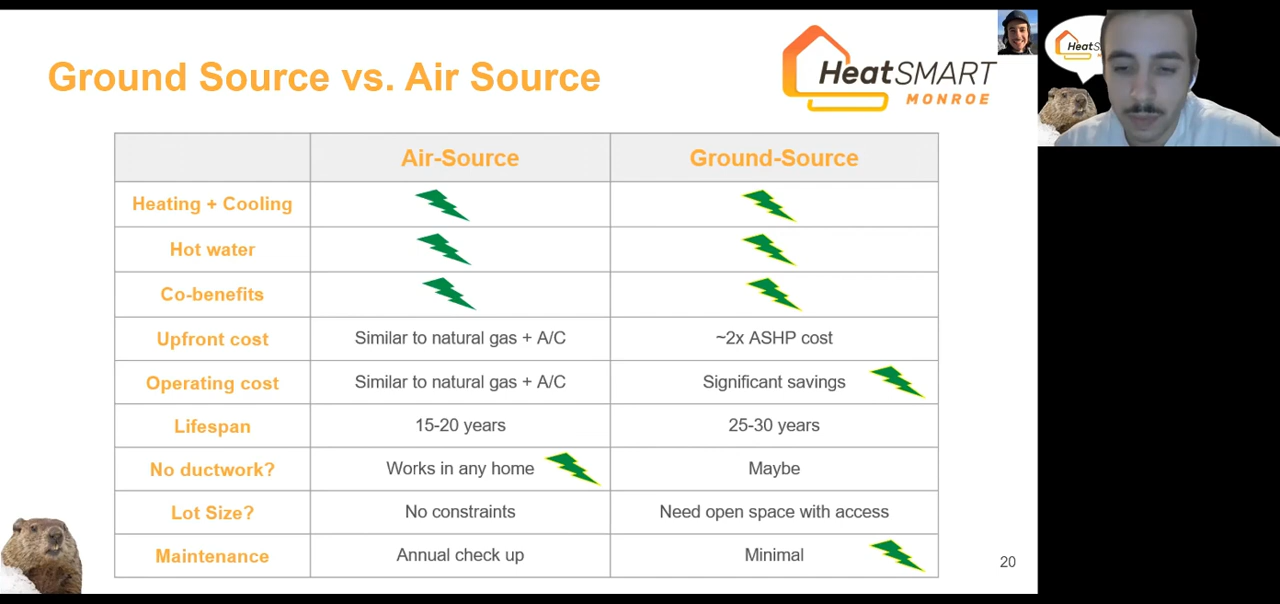 Ground Source vs. Air Source
HeatSMART
MONROE
HeatS
Air-Source Ground-Source
Heating + Cooling
Hot water
Co-benefits
Upfront cost Similar to natural gas + A/C ~2x ASHP cost
Operating cost Similar to natural gas + A/C Significant savings
Lifespan 15-20 years 25-30 years
No ductwork? Works in any home Maybe
Lot Size? No constraints Need open space with access
Maintenance Annual check up Minimal
20